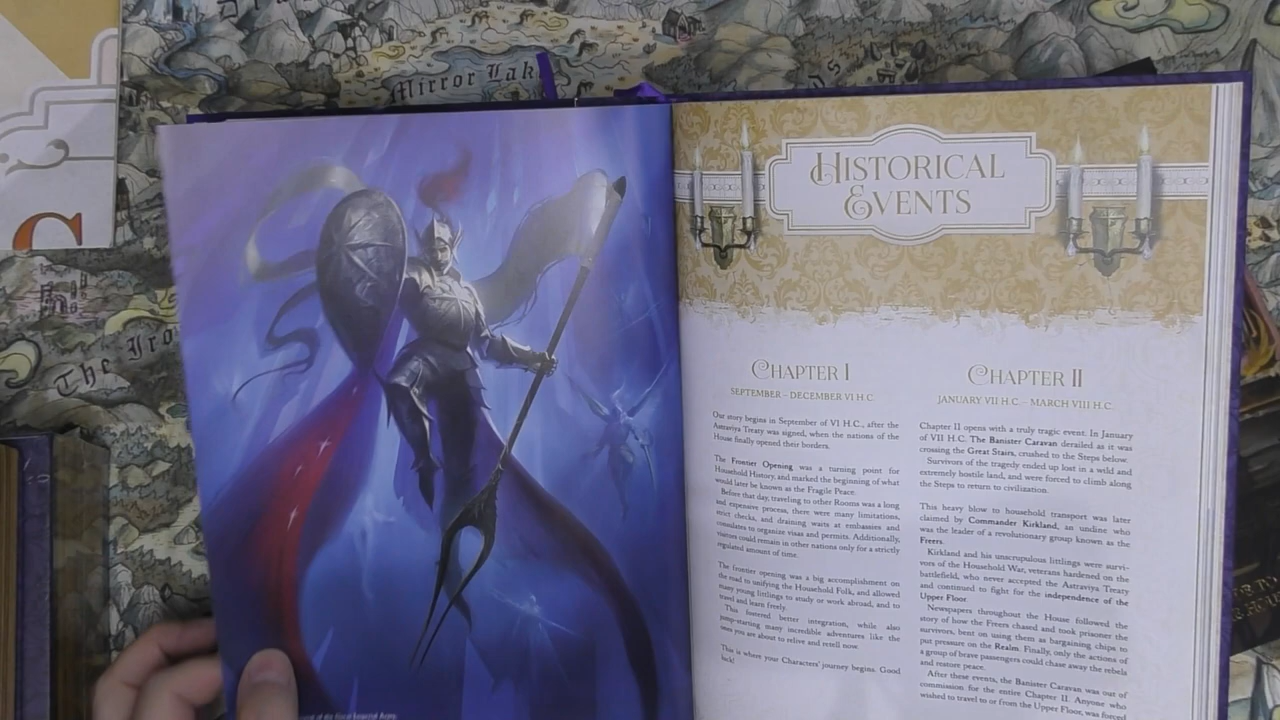 Mirror Lake
The Iro
HISTORICAL
EVENTS
CHAPTER I
SEPTEMBER – DECEMBER VI H.C.
Our story begins in September of VI H.C., after the
Astraviya Treaty was signed, when the nations of the
House finally opened their borders.
The Frontier Opening was a turning point for
Household History, and marked the beginning of what
would later be known as the Fragile Peace.
Before that day, traveling to other Rooms was a long
and expensive process, there were many limitations,
strict checks, and draining waits at embassies and
consulates to organize visas and permits. Additionally,
visitors could remain in other nations only for a strictly
regulated amount of time.
The frontier opening was a big accomplishment on
the road to unifying the Household Folk, and allowed
many young littlings to study or work abroad, and to
travel and learn freely.
This fostered better integration, while also
jump-starting many incredible adventures like the
ones you are about to relive and retell now.
This is where your Characters' journey begins. Good
luck!
CHAPTER II
JANUARY VII H.C. – MARCH VIII H.C.
Chapter II opens with a truly tragic event. In January
of VII H.C. The Banister Caravan derailed as it was
crossing the Great Stairs, crushed to the Steps below.
Survivors of the tragedy ended up lost in a wild and
extremely hostile land, and were forced to climb along
the Steps to return to civilization.
This heavy blow to household transport was later
claimed by Commander Kirkland, an undine who
was the leader of a revolutionary group known as the
Freers.
Kirkland and his unscrupulous littlings were survi-
vors of the Household War, veterans hardened on the
battlefield, who never accepted the Astraviya Treaty
and continued to fight for the independence of the
Upper Floor.
Newspapers throughout the House followed the
story of how the Freers chased and took prisoner the
survivors, bent on using them as bargaining chips to
put pressure on the Realm. Finally, only the actions of
a group of brave passengers could chase away the rebels
and restore peace.
After these events, the Banister Caravan was out of
commission for the entire Chapter II. Anyone who
wished to travel to or from the Upper Floor, was forced